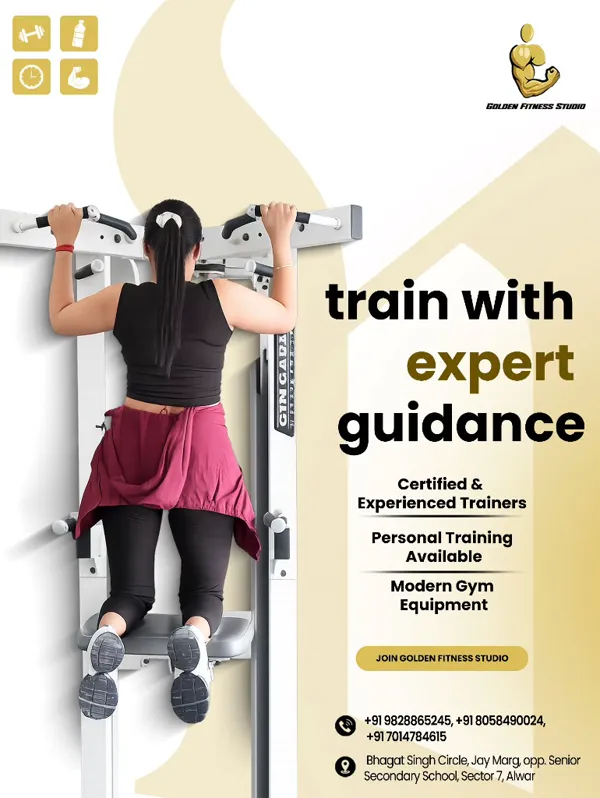 GOLDEN FITNESS STUDIO
train with
expert
guidance
Certified &
Experienced Trainers
Personal Training
Available
Modern Gym
Equipment
JOIN GOLDEN FITNESS STUDIO
+91 9828865245, +91 8058490024,
+91 7014784615
Bhagat Singh Circle, Jay Marg, opp. Senior
Secondary School, Sector 7, Alwar